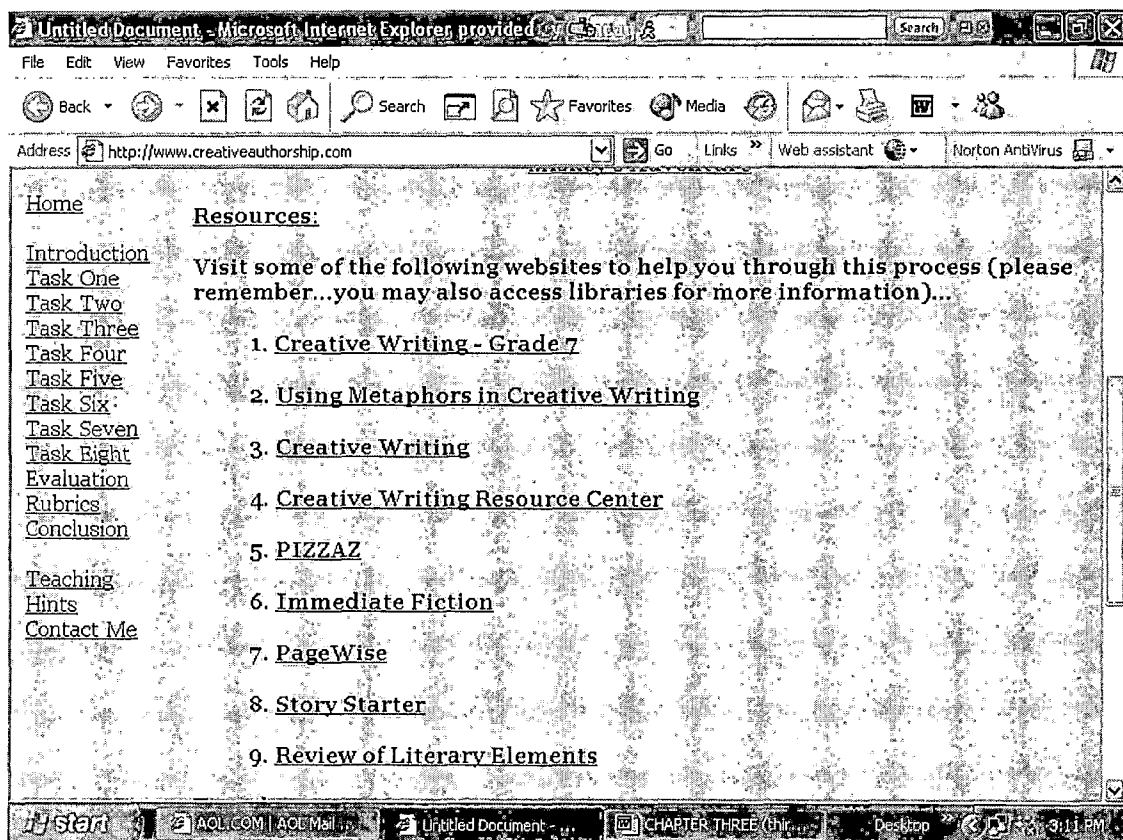 Untitled Document - Microsoft Internet Explorer provided
Search
File Edit View Favorites Tools Help
Back Search Favorites Media
Address http://www.creativeauthorship.com Go Links » Web assistant Norton AntiVirus
Home
Introduction
Task One
Task Two
Task Three
Task Four
Task Five
Task Six
Task Seven
Task Eight
Evaluation
Rubrics
Conclusion
Teaching
Hints
Contact Me
Resources:
Visit some of the following websites to help you through this process (please
remember...you may also access libraries for more information)...
1. Creative Writing - Grade 7
2. Using Metaphors in Creative Writing
3. Creative Writing
4. Creative Writing Resource Center
5. PIZZAZ
6. Immediate Fiction
7. PageWise
8. Story Starter
9. Review of Literary Elements
start AOL.COM | AOL Mail ... Untitled Document - ... CHAPTER THREE (thir... Desktop » 3:11 PM